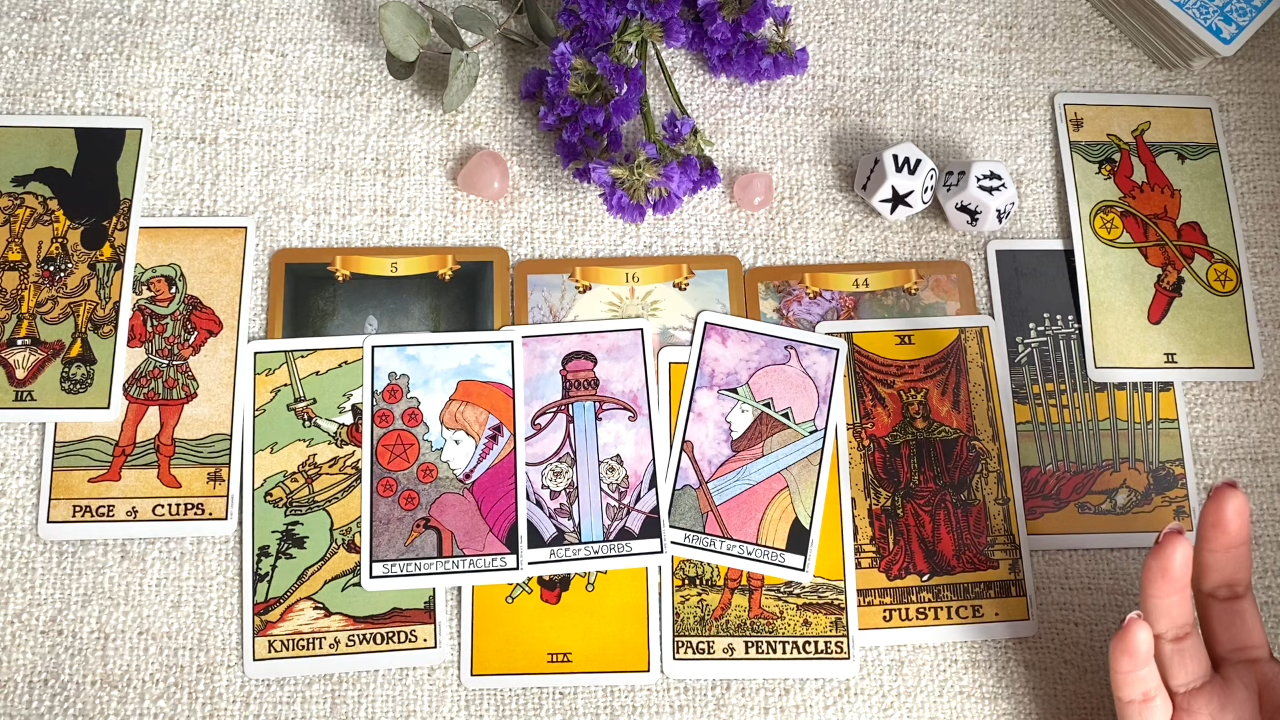 5
16
44
W
II
VII
PAGE of CUPS.
XI
SEVEN OF PENTACLES
ACE OF SWORDS
KNIGHT OF SWORDS
KNIGHT of SWORDS.
VII
PAGE of PENTACLES.
JUSTICE.